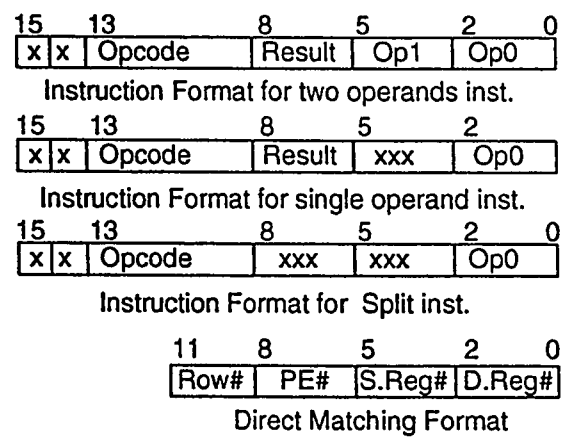 15 13 8 5 2 0
x x Opcode Result Op1 Op0
Instruction Format for two operands inst.
15 13 8 5 2
x x Opcode Result xxx Op0
Instruction Format for single operand inst.
15 13 8 5 2 0
x x Opcode xxx xxx Op0
Instruction Format for Split inst.
11 8 5 2 0
Row# PE# S.Reg# D.Reg#
Direct Matching Format